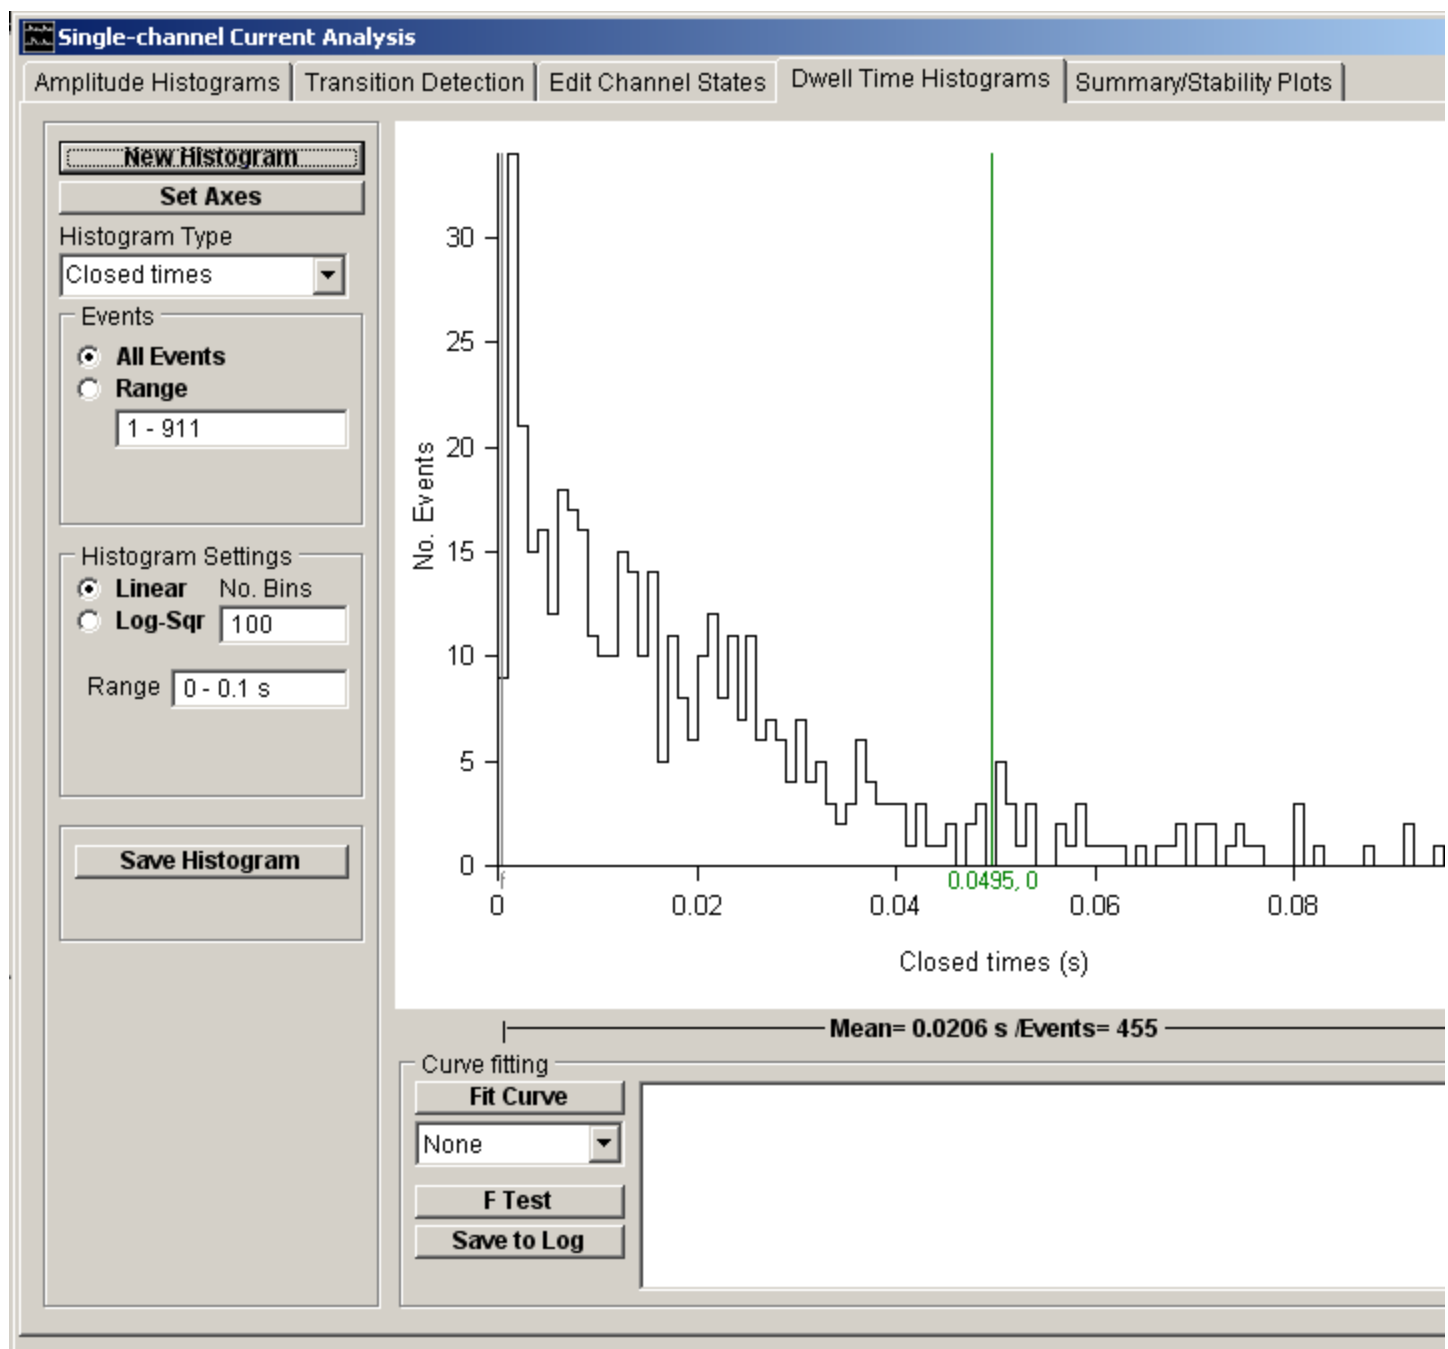 Single-channel Current Analysis
Amplitude Histograms Transition Detection Edit Channel States Dwell Time Histograms Summary/Stability Plots
New Histogram
Set Axes
Histogram Type
Closed times
Events
All Events
Range
1 - 911
Histogram Settings
Linear No. Bins
Log-Sqr 100
Range 0 - 0.1 s
Save Histogram
No. Events
30
25
20
15
10
5
0
0.0495, 0
0 0.02 0.04 0.06 0.08
Closed times (s)
Mean= 0.0206 s /Events= 455
Curve fitting
Fit Curve
None
F Test
Save to Log